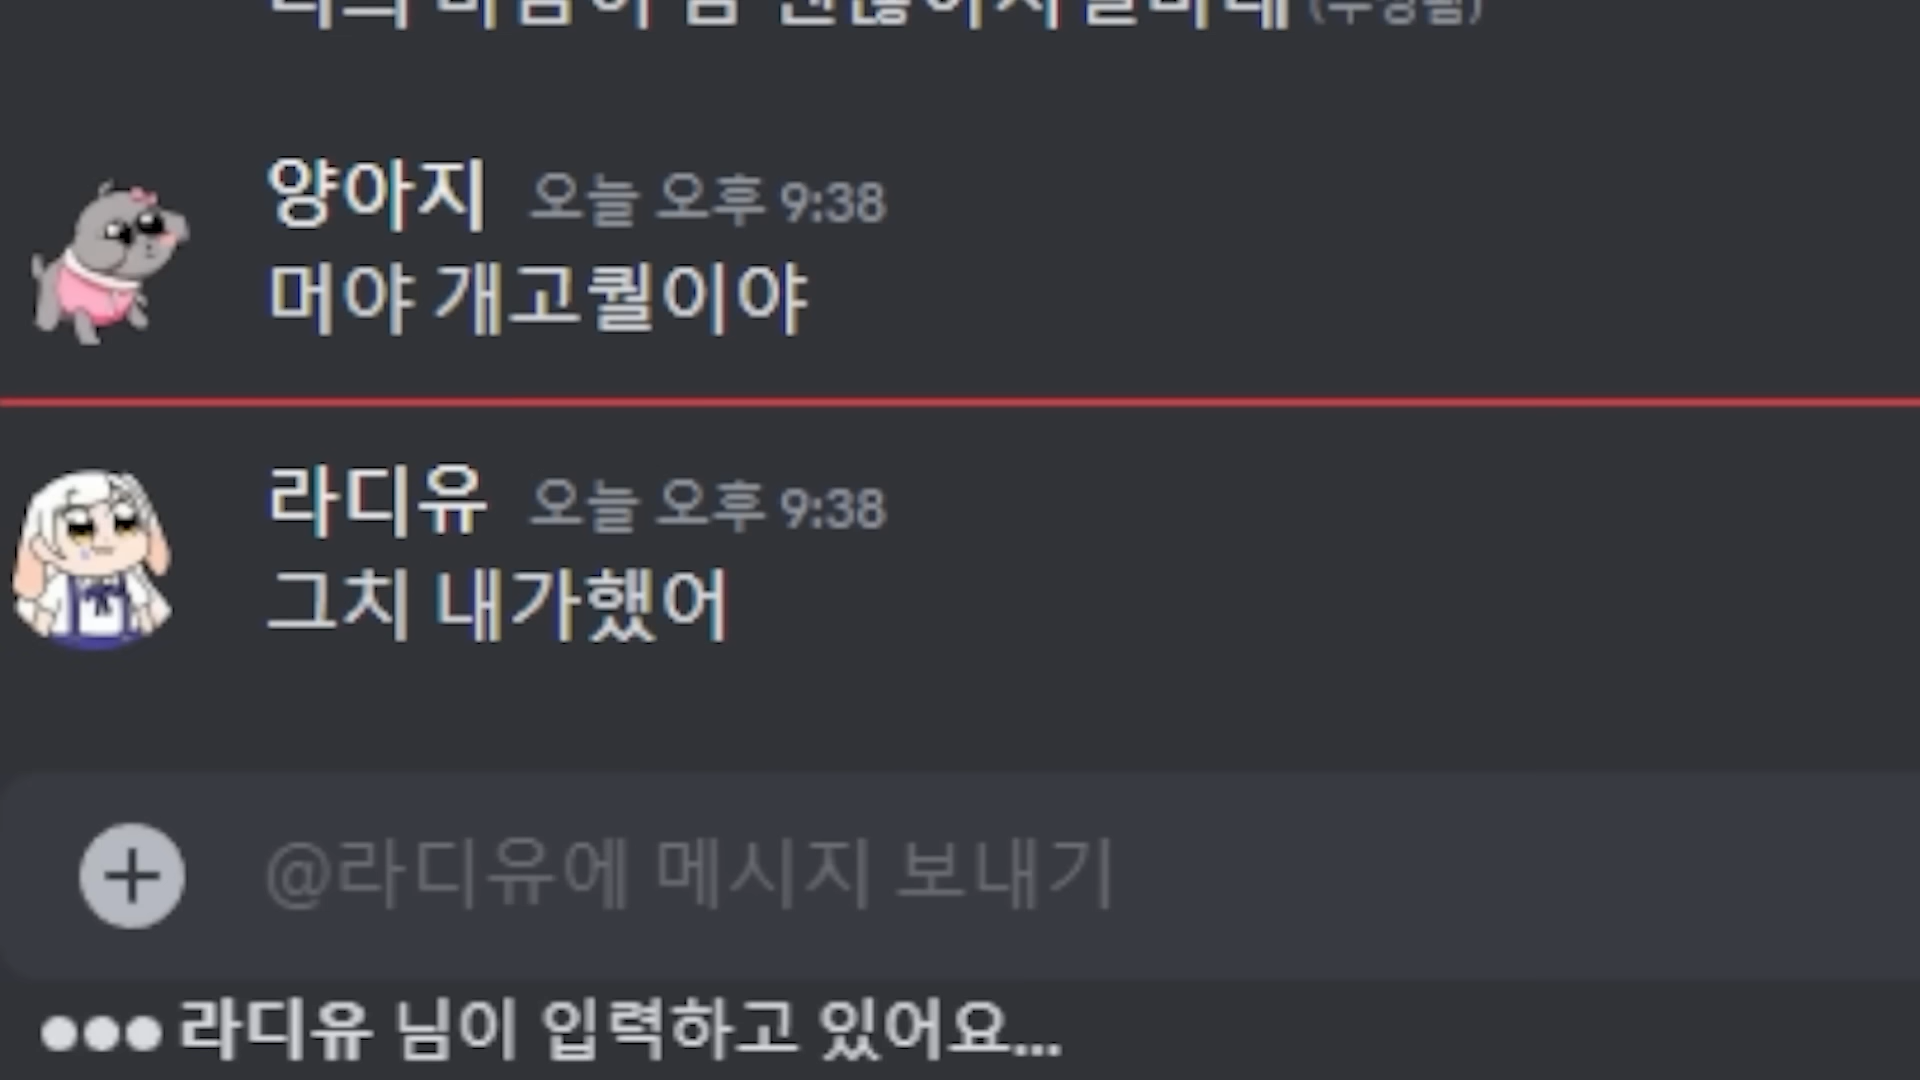 양아지 오늘 오후 9:38
머야 개고퀄이야
라디유 오늘 오후 9:38
그치 내가했어
@라디유에 메시지 보내기
라디유 님이 입력하고 있어요...